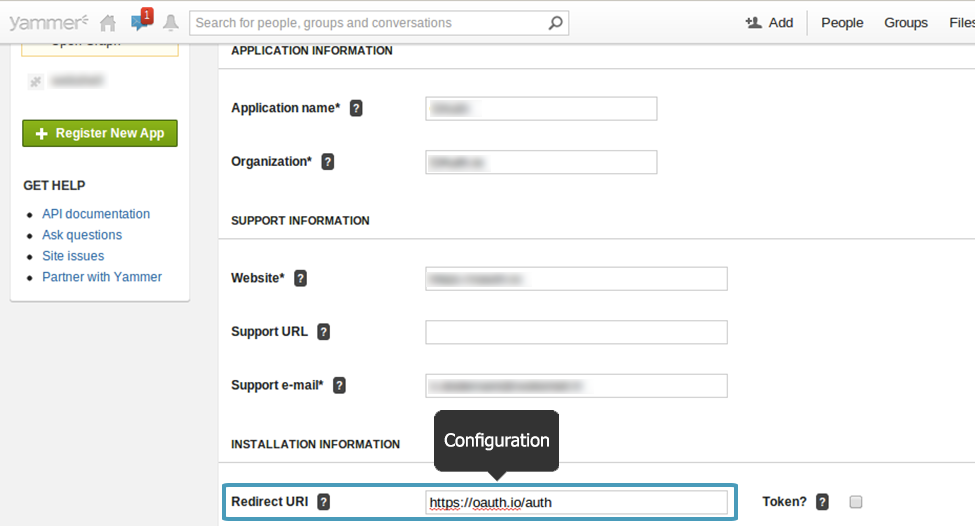 yammer
1
Search for people, groups and conversations
Add
People
Groups
Files
Open Graph
Register New App
GET HELP
API documentation
Ask questions
Site issues
Partner with Yammer
APPLICATION INFORMATION
Application name* ?
Organization* ?
SUPPORT INFORMATION
Website* ?
Support URL ?
Support e-mail* ?
INSTALLATION INFORMATION
Configuration
Redirect URI ? https://oauth.io/auth Token? ?